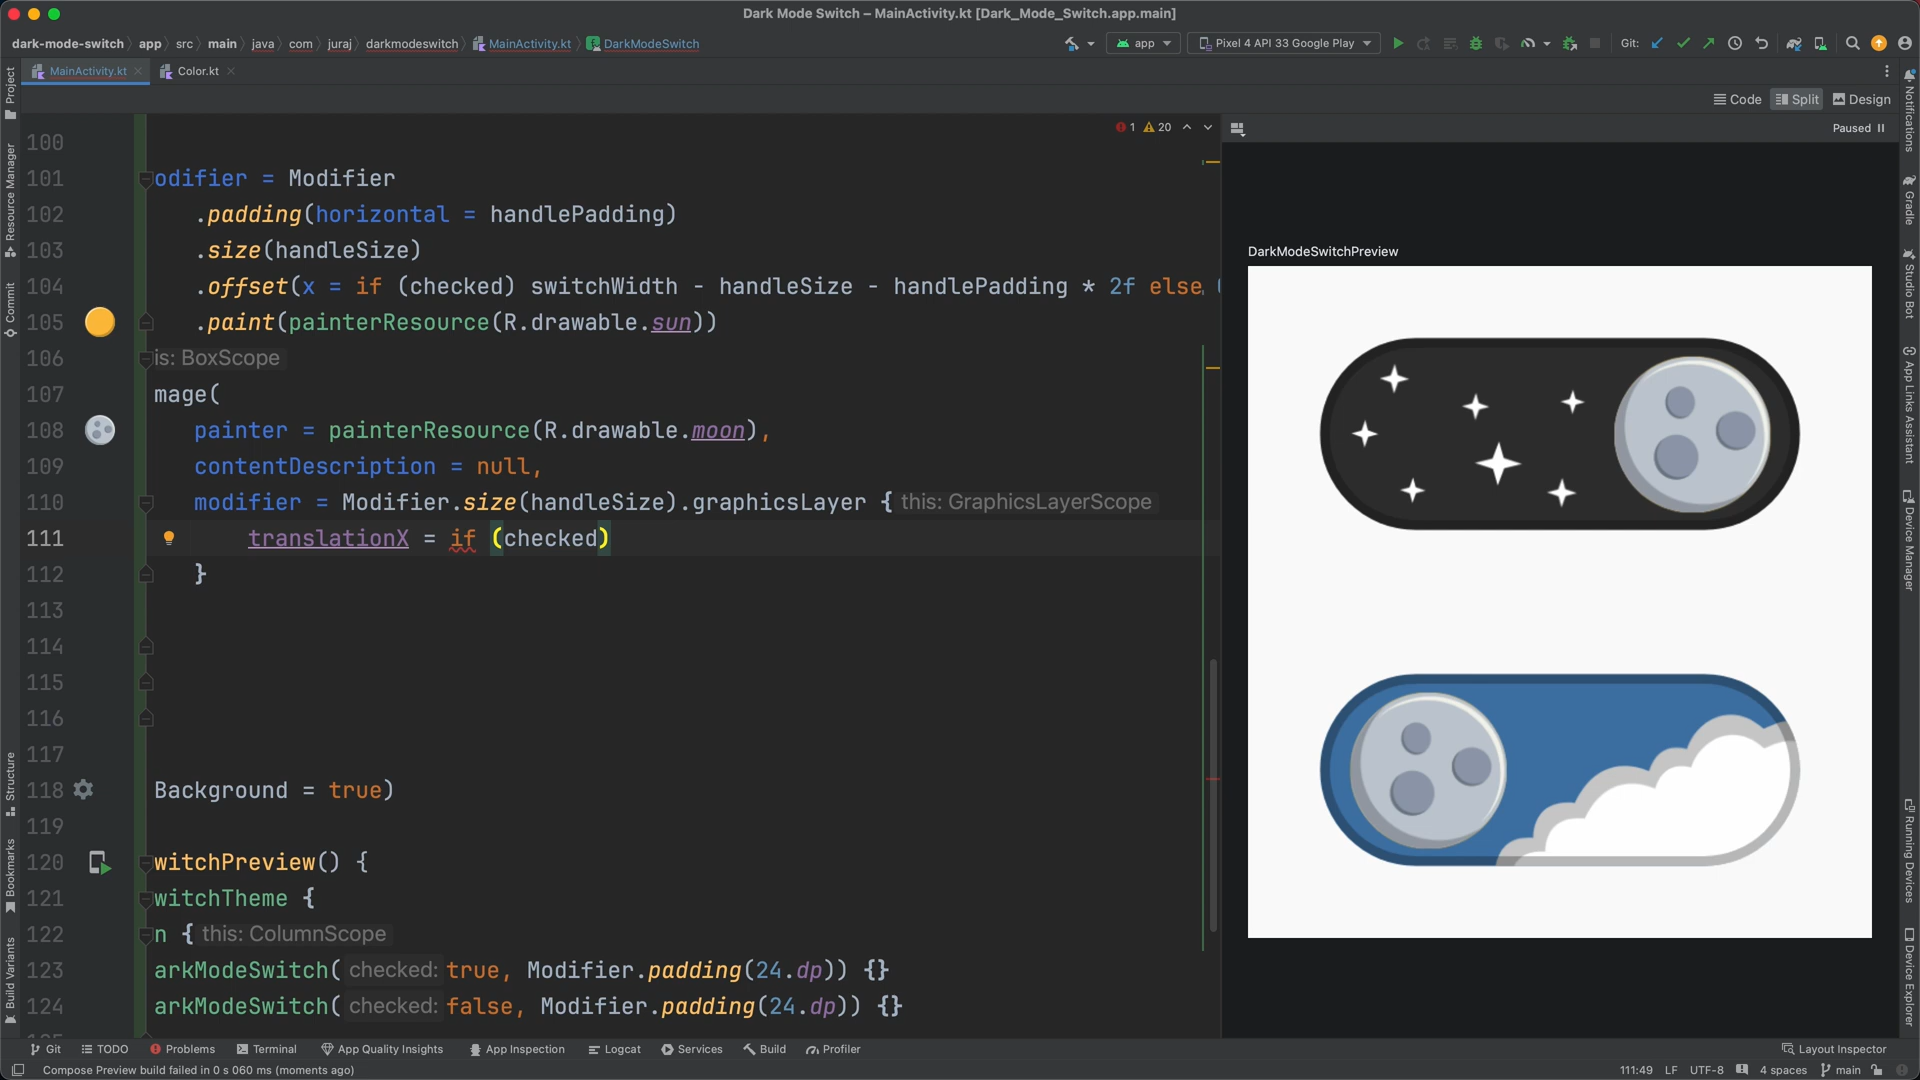 Dark Mode Switch – MainActivity.kt [Dark_Mode_Switch.app.main]
dark-mode-switch app src main java com juraj darkmodeswitch MainActivity.kt DarkModeSwitch
app Pixel 4 API 33 Google Play Git:
MainActivity.kt Color.kt
Code Split Design
1 20
Paused
100
101 odifier = Modifier
102 .padding(horizontal = handlePadding)
103 .size(handleSize)
104 .offset(x = if (checked) switchWidth - handleSize - handlePadding * 2f else
105 .paint(painterResource(R.drawable.sun))
106 is: BoxScope
107 mage(
108 painter = painterResource(R.drawable.moon),
109 contentDescription = null,
110 modifier = Modifier.size(handleSize).graphicsLayer { this: GraphicsLayerScope
111 translationX = if (checked)
112 }
113
114
115
116
117
118 Background = true)
119
120 witchPreview() {
121 witchTheme {
122 n { this: ColumnScope
123 arkModeSwitch( checked: true, Modifier.padding(24.dp)) {}
124 arkModeSwitch( checked: false, Modifier.padding(24.dp)) {}
DarkModeSwitchPreview
Project
Resource Manager
Commit
Structure
Bookmarks
Build Variants
Notifications
Gradle
Studio Bot
App Links Assistant
Device Manager
Running Devices
Device Explorer
Git TODO Problems Terminal App Quality Insights App Inspection Logcat Services Build Profiler Layout Inspector
Compose Preview build failed in 0 s 060 ms (moments ago) 111:49 LF UTF-8 4 spaces main